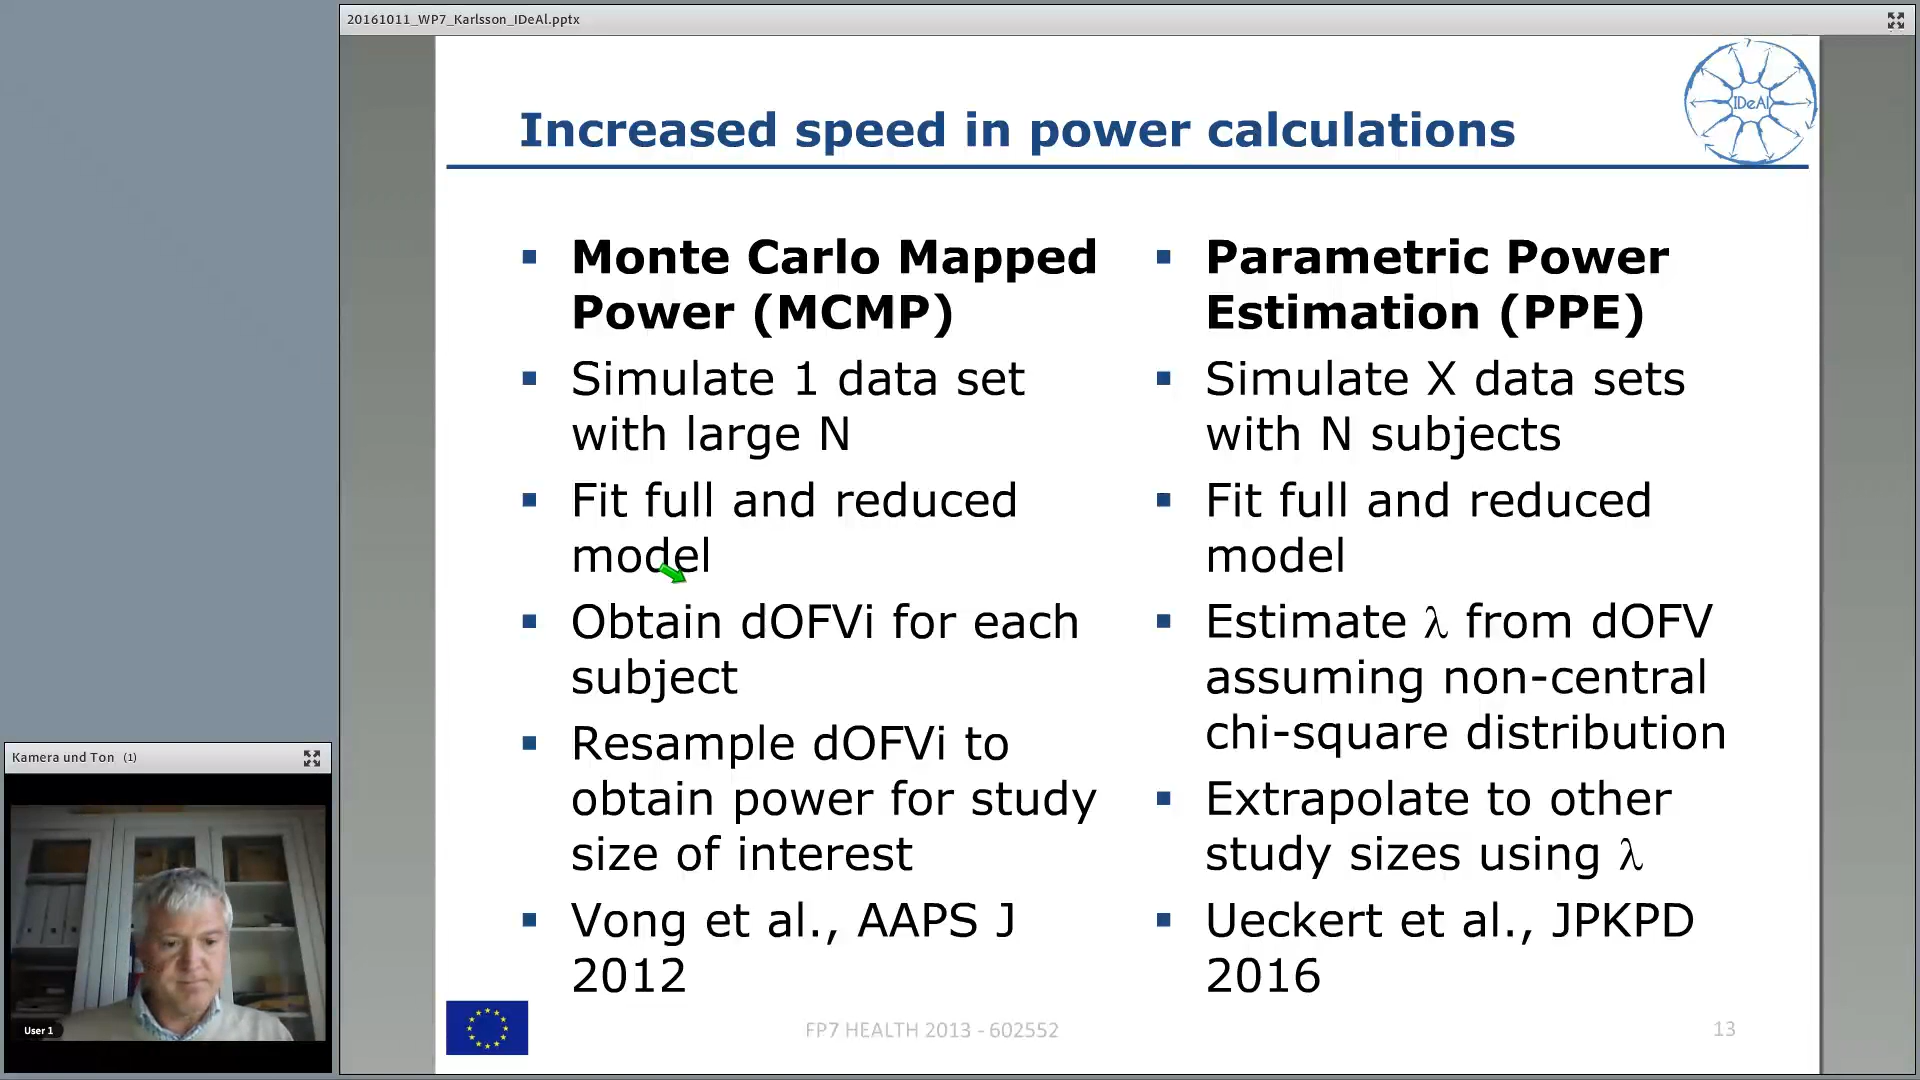 20161011_WP7_Karlsson_IDeAl.pptx
IDeAl
Increased speed in power calculations
Monte Carlo Mapped
Power (MCMP)
Simulate 1 data set
with large N
Fit full and reduced
model
Obtain dOFVi for each
subject
Resample dOFVi to
obtain power for study
size of interest
Vong et al., AAPS J
2012
Parametric Power
Estimation (PPE)
Simulate X data sets
with N subjects
Fit full and reduced
model
Estimate λ from dOFV
assuming non-central
chi-square distribution
Extrapolate to other
study sizes using λ
Ueckert et al., JPKPD
2016
FP7 HEALTH 2013 - 602552
13
Kamera und Ton (1)
User 1